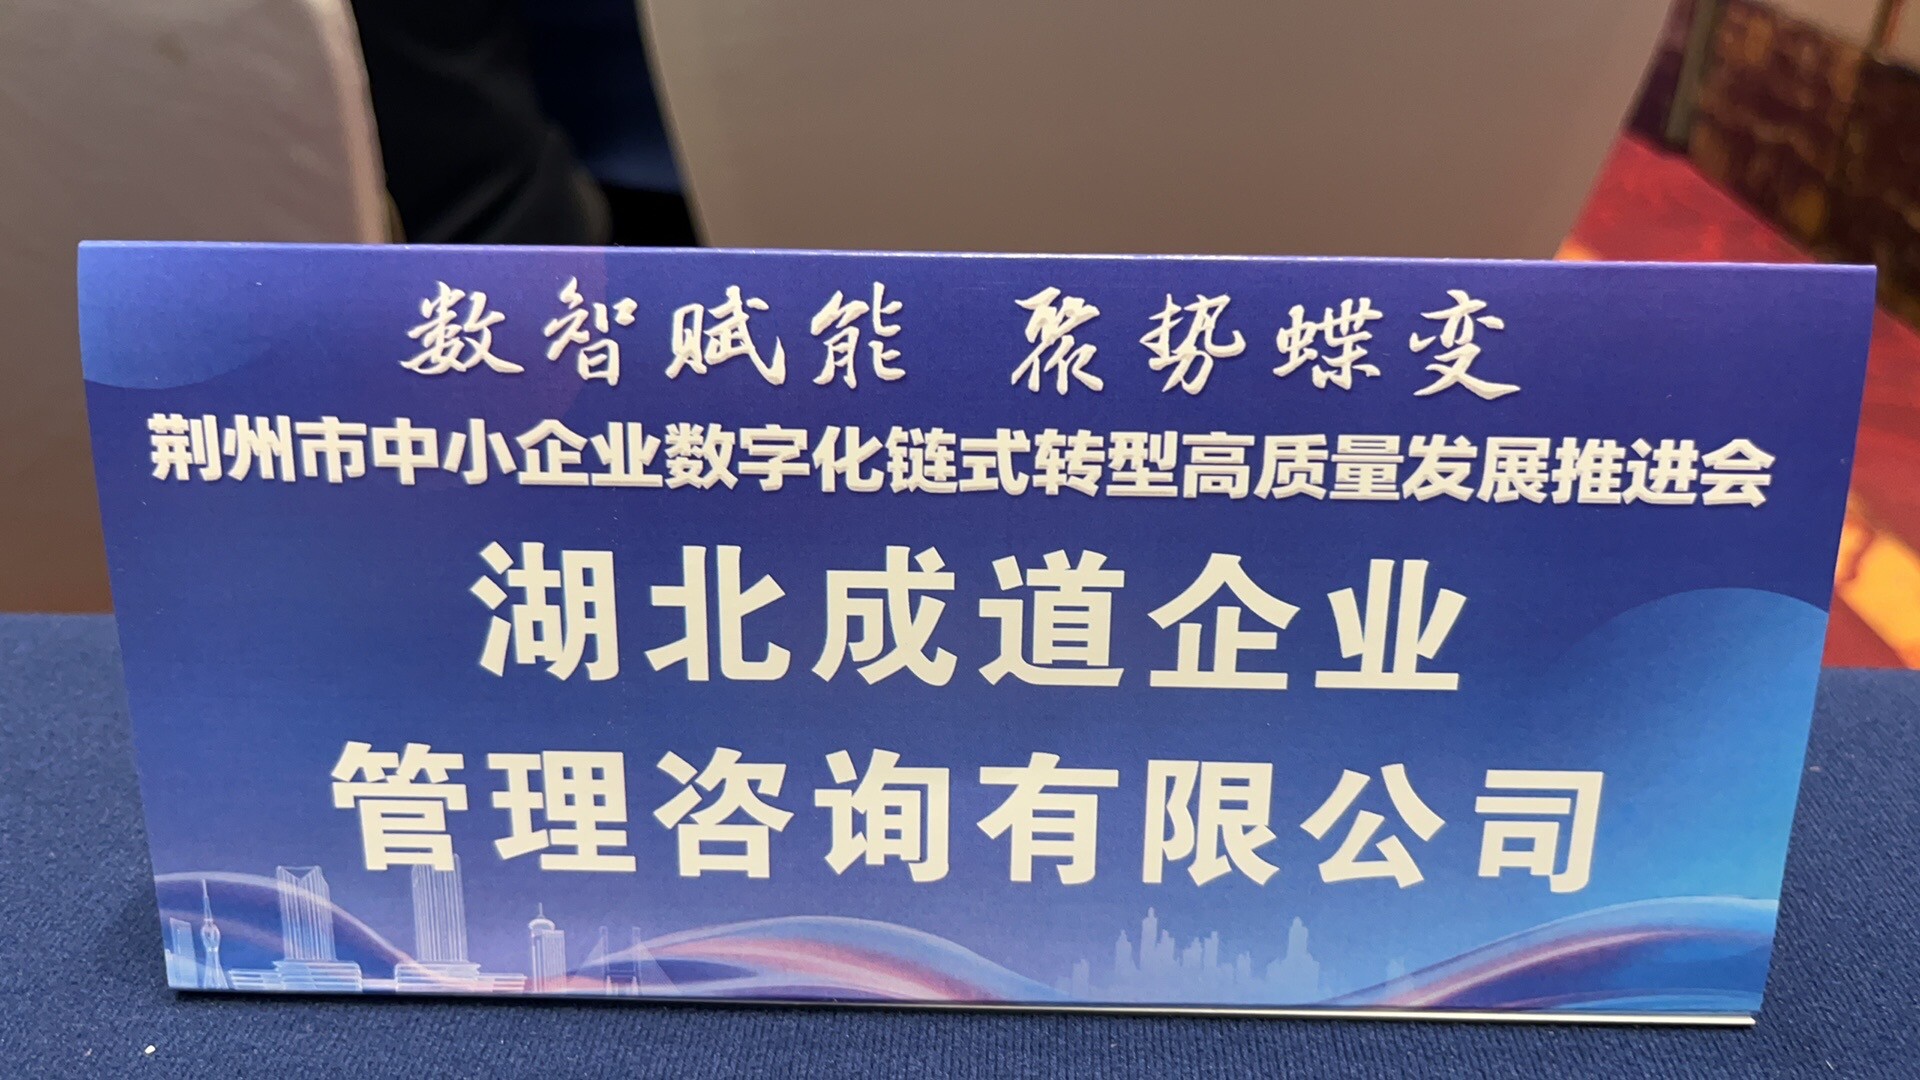 数智赋能 聚势蝶变
荆州市中小企业数字化链式转型高质量发展推进会
湖北成道企业
管理咨询有限公司